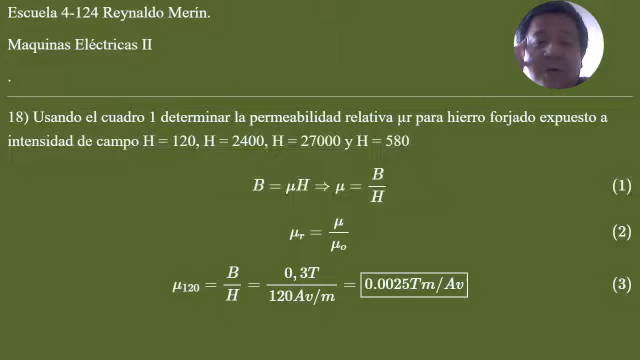 Escuela 4-124 Reynaldo Merín.
Maquinas Eléctricas II
.
18) Usando el cuadro 1 determinar la permeabilidad relativa μr para hierro forjado expuesto a
intensidad de campo H = 120, H = 2400, H = 27000 y H = 580
B = μH ⇒ μ = B/H (1)
μr = μ/μo (2)
μ120 = B/H = 0,3T/120Av/m = 0.0025Tm/Av (3)